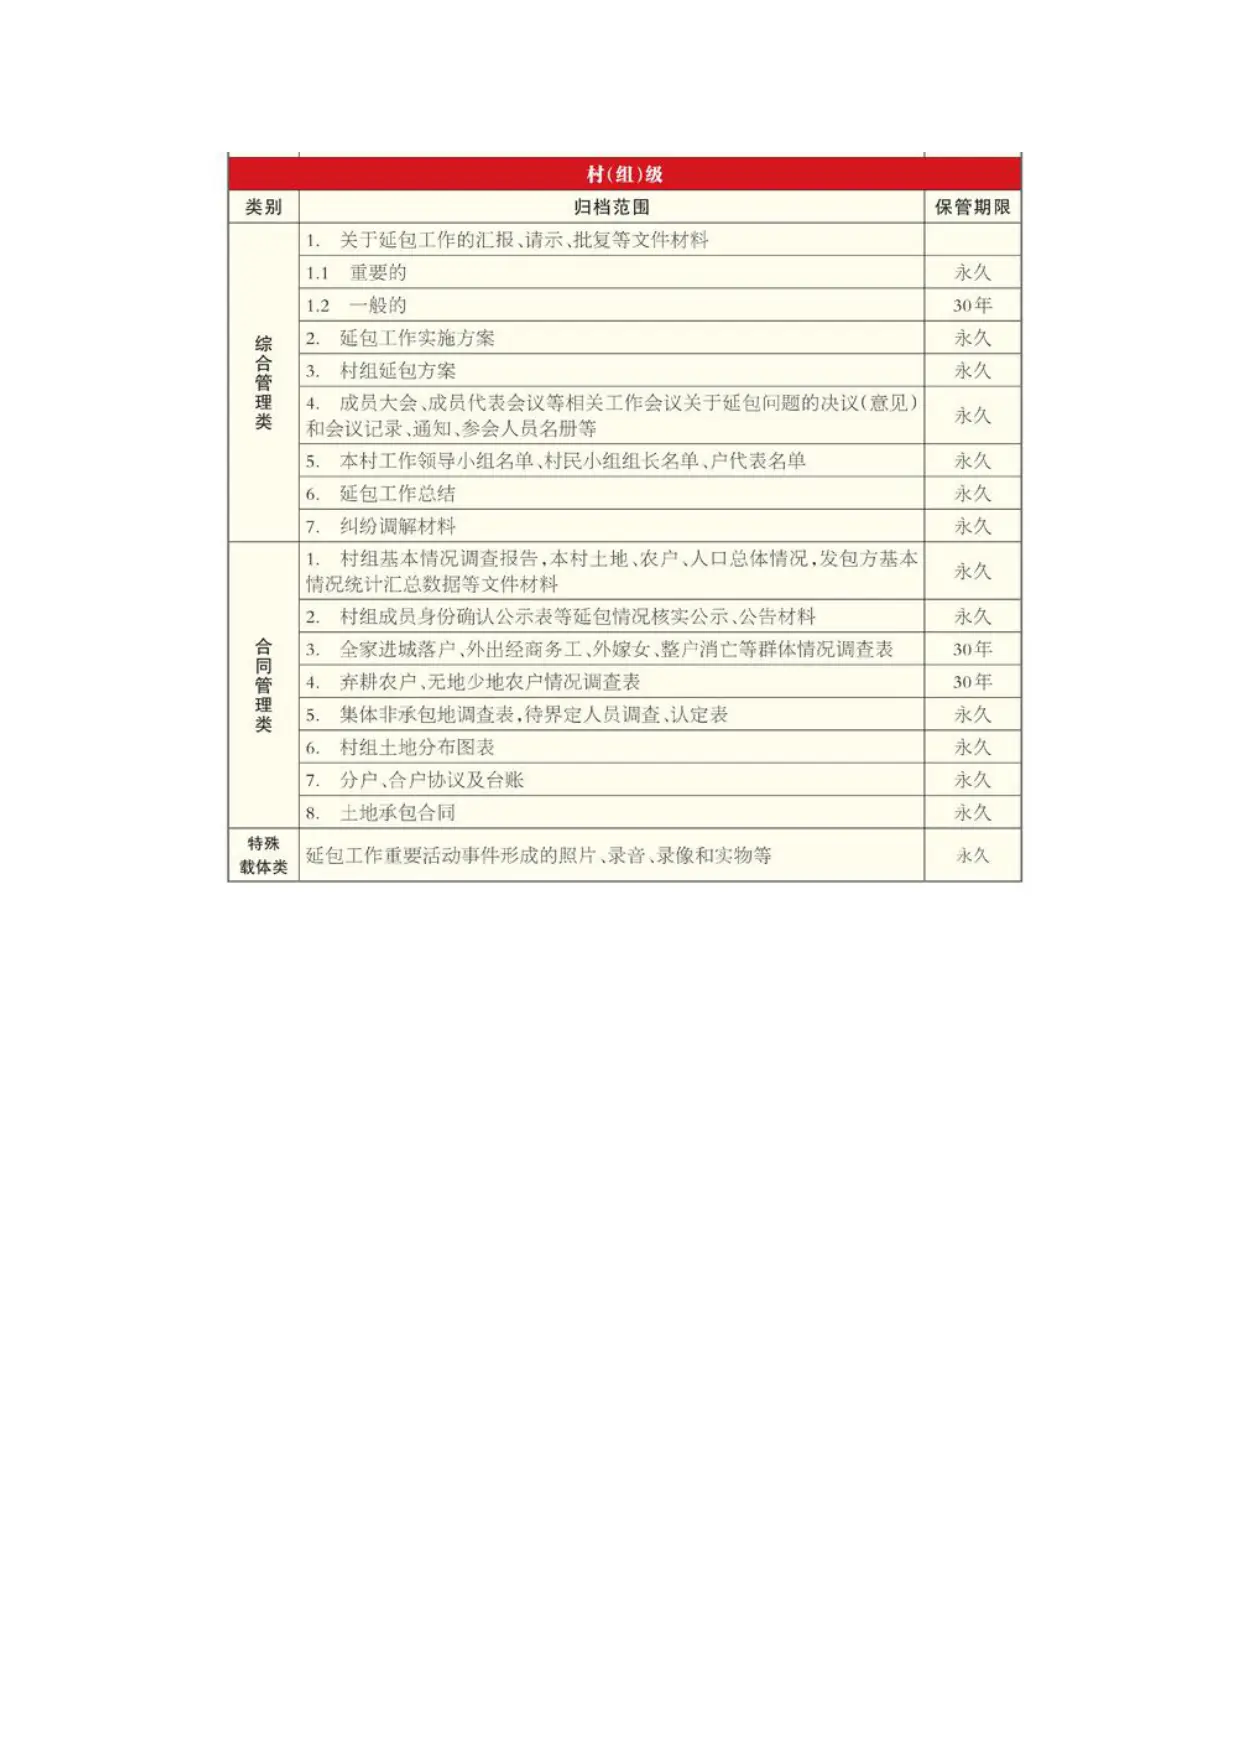 村(组)级
类别 归档范围 保管期限
综合管理类
1. 关于延包工作的汇报、请示、批复等文件材料
1.1 重要的 永久
1.2 一般的 30年
2. 延包工作实施方案 永久
3. 村组延包方案 永久
4. 成员大会、成员代表会议等相关工作会议关于延包问题的决议(意见)
和会议记录、通知、参会人员名册等 永久
5. 本村工作领导小组名单、村民小组组长名单、户代表名单 永久
6. 延包工作总结 永久
7. 纠纷调解材料 永久
合同管理类
1. 村组基本情况调查报告,本村土地、农户、人口总体情况,发包方基本
情况统计汇总数据等文件材料 永久
2. 村组成员身份确认公示表等延包情况核实公示、公告材料 永久
3. 全家进城落户、外出经商务工、外嫁女、整户消亡等群体情况调查表 30年
4. 弃耕农户、无地少地农户情况调查表 30年
5. 集体非承包地调查表,待界定人员调查、认定表 永久
6. 村组土地分布图表 永久
7. 分户、合户协议及台账 永久
8. 土地承包合同 永久
特殊
载体类
延包工作重要活动事件形成的照片、录音、录像和实物等 永久